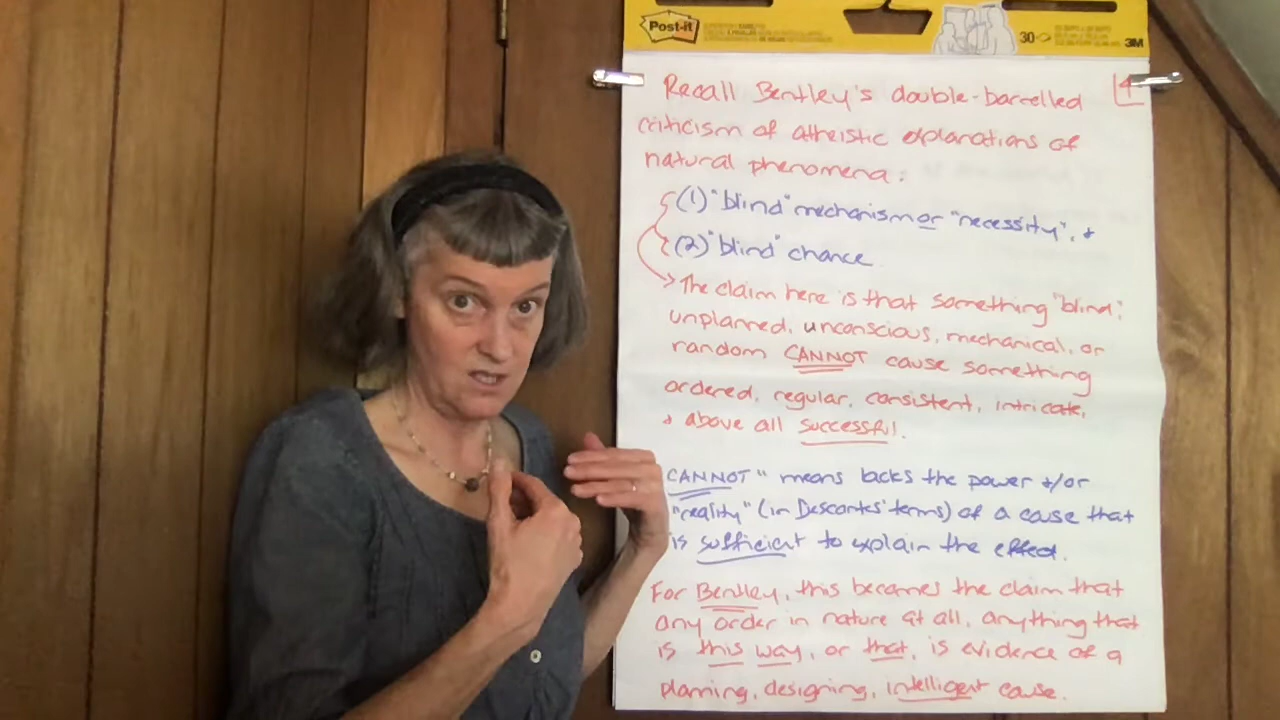 Post-it
30
3M
4
Recall Bentley's double-barrelled
criticism of atheistic explanations of
natural phenomena:
(1) "blind" mechanism or "necessity", +
(2) "blind" chance.
The claim here is that something "blind",
unplanned, unconscious, mechanical, or
random CANNOT cause something
ordered, regular, consistent, intricate,
+ above all successful.
CANNOT" means lacks the power +/or
"reality" (in Descartes' terms) of a cause that
is sufficient to explain the effect.
For Bentley, this becomes the claim that
any order in nature at all, anything that
is this way, or that, is evidence of a
planning, designing, intelligent cause.